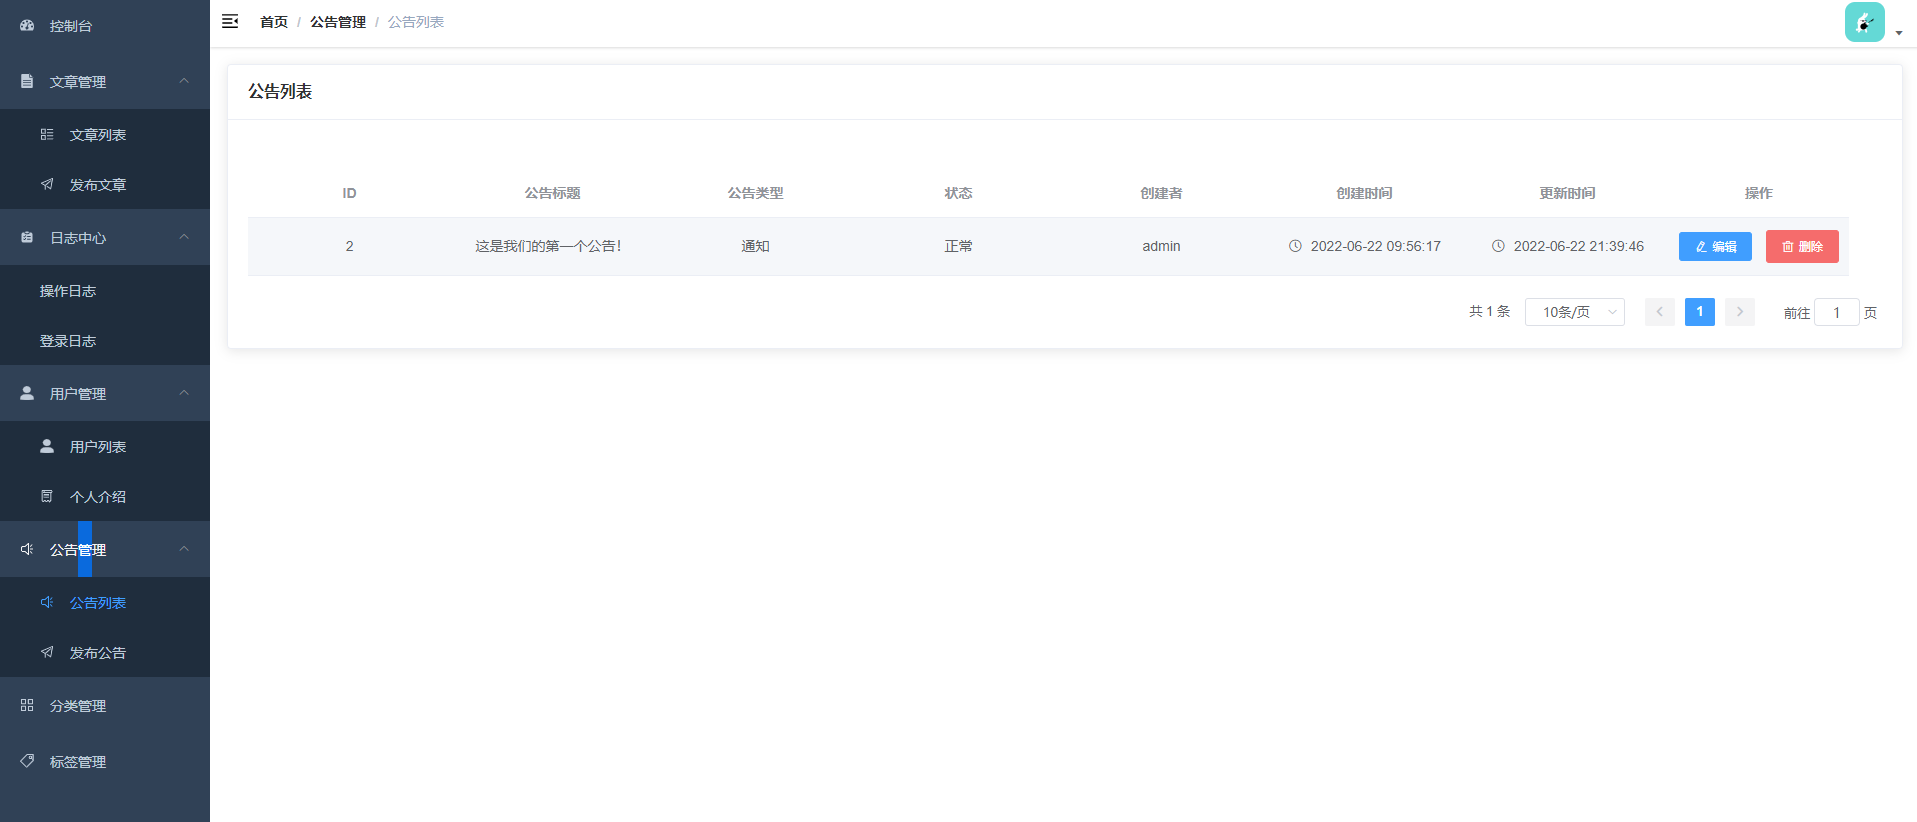 控制台
文章管理
文章列表
发布文章
日志中心
操作日志
登录日志
用户管理
用户列表
个人介绍
公告管理
公告列表
发布公告
分类管理
标签管理
首页 / 公告管理 / 公告列表
公告列表
ID 公告标题 公告类型 状态 创建者 创建时间 更新时间 操作
2 这是我们的第一个公告! 通知 正常 admin 2022-06-22 09:56:17 2022-06-22 21:39:46 编辑 删除
共 1 条 10条/页 1 前往 1 页